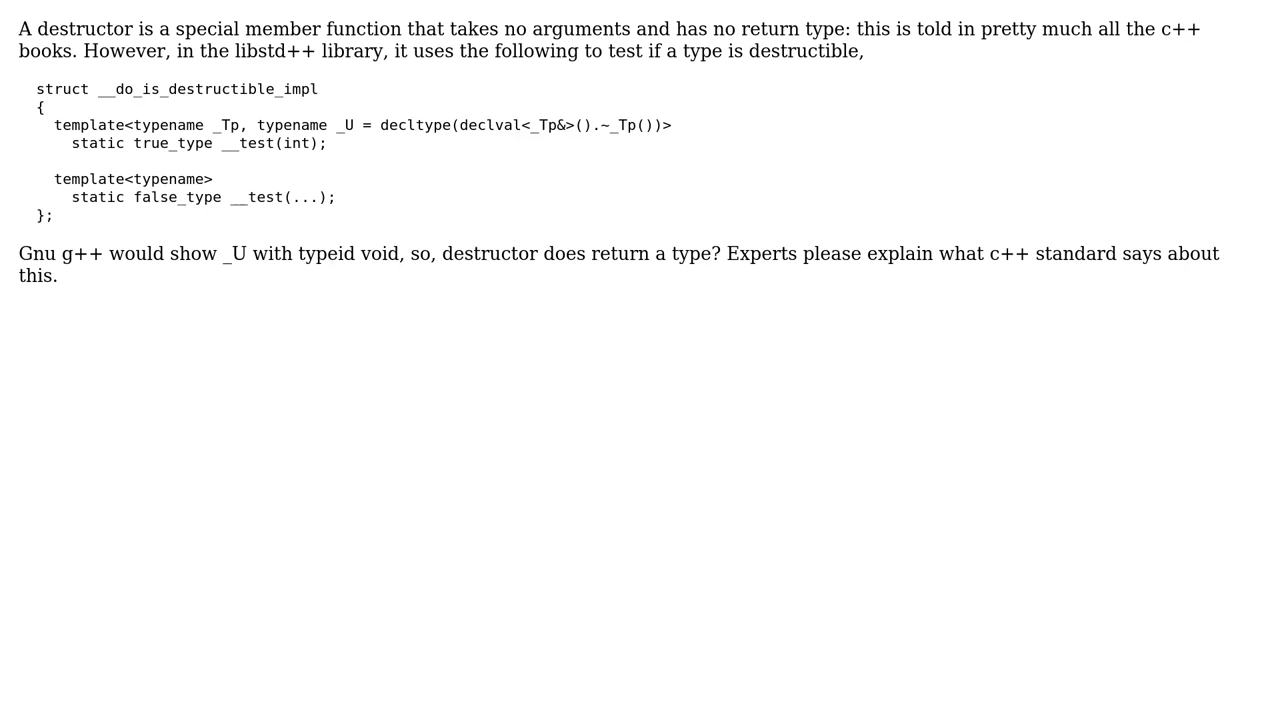 A destructor is a special member function that takes no arguments and has no return type: this is told in pretty much all the c++
books. However, in the libstd++ library, it uses the following to test if a type is destructible,
struct __do_is_destructible_impl
{
  template<typename _Tp, typename _U = decltype(declval<_Tp&>().~_Tp())>
    static true_type __test(int);

  template<typename>
    static false_type __test(...);
};
Gnu g++ would show _U with typeid void, so, destructor does return a type? Experts please explain what c++ standard says about
this.